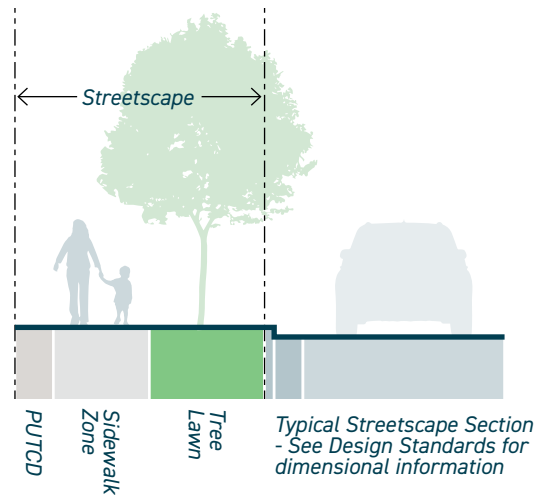 Streetscape
PUTCD
Sidewalk
Zone
Tree
Lawn
Typical Streetscape Section
- See Design Standards for
dimensional information